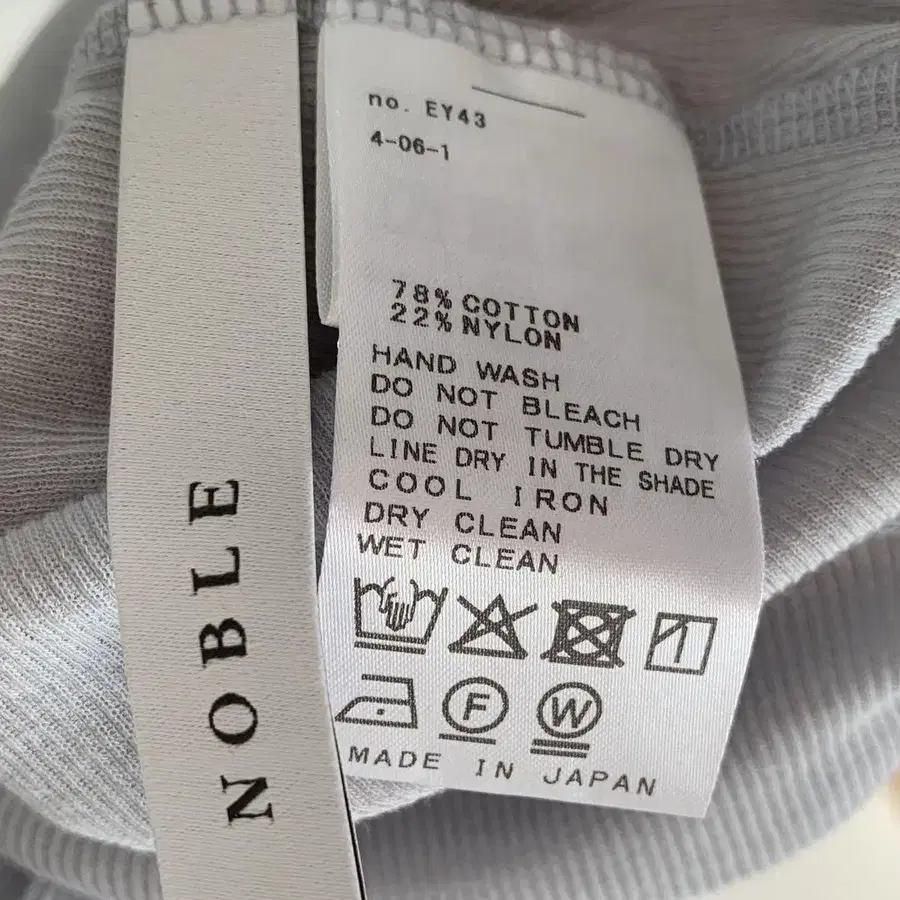 NOBLE
no. EY43
4-06-1
78% COTTON
22% NYLON
HAND WASH
DO NOT BLEACH
DO NOT TUMBLE DRY
LINE DRY IN THE SHADE
COOL IRON
DRY CLEAN
WET CLEAN
F
W
MADE IN JAPAN